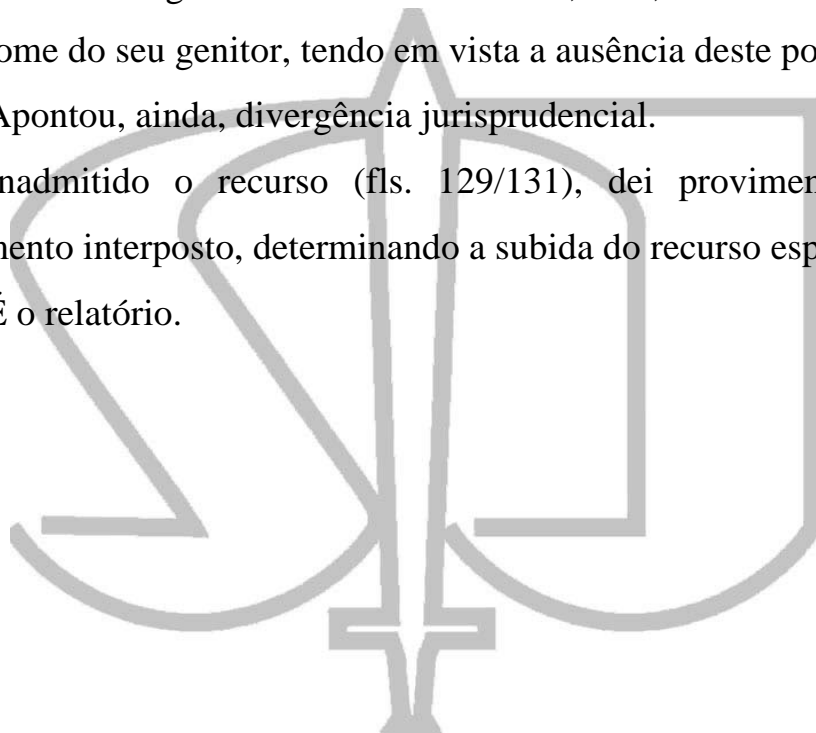 ome do seu genitor, tendo em vista a ausência deste po
Apontou, ainda, divergência jurisprudencial.
nadmitido o recurso (fls. 129/131), dei provimen
mento interposto, determinando a subida do recurso esp
É o relatório.